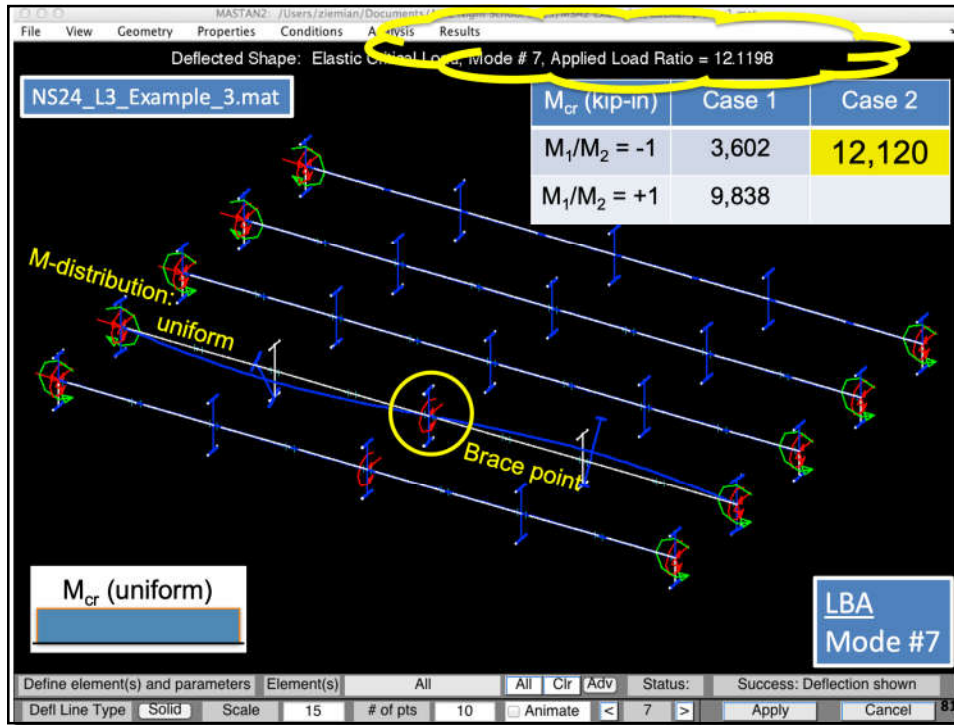 MASTAN2: /Users/ziemian/Documents/
File View Geometry Properties Conditions Analysis Results
Deflected Shape: Elastic Critical Load, Mode # 7, Applied Load Ratio = 12.1198
NS24_L3_Example_3.mat
Mcr (kip-in) Case 1 Case 2
M1/M2 = -1 3,602 12,120
M1/M2 = +1 9,838
M-distribution:
uniform
Brace point
Mcr (uniform)
LBA
Mode #7
Define element(s) and parameters Element(s) All All Clr Adv Status: Success: Deflection shown
Defl Line Type Solid Scale 15 # of pts 10 Animate < 7 > Apply Cancel 81